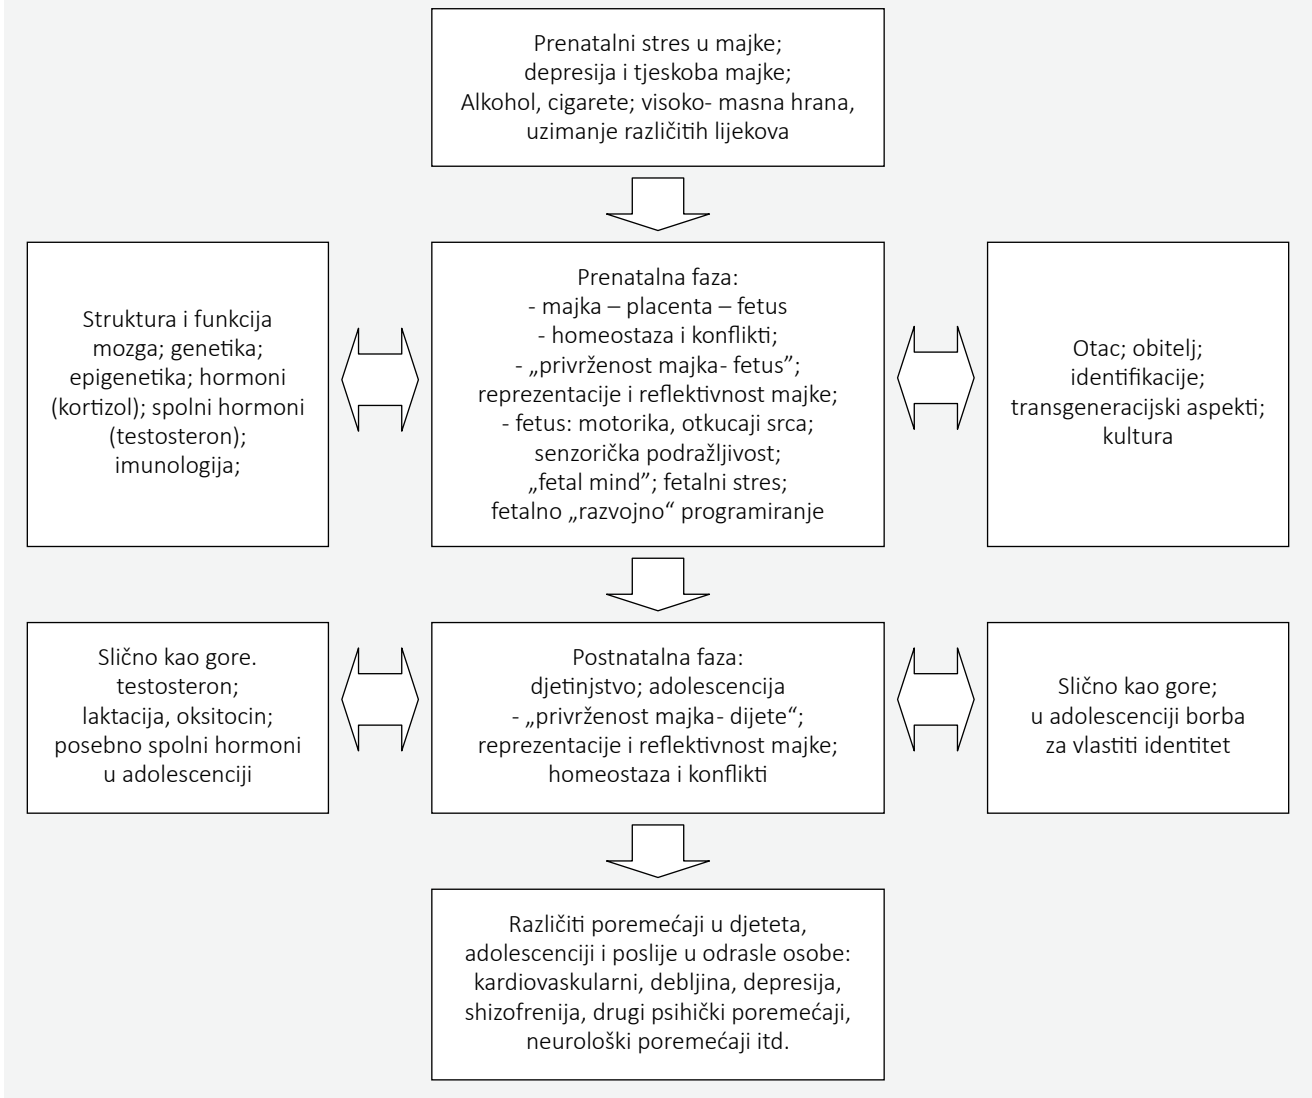 Prenatalni stres u majke;
depresija i tjeskoba majke;
Alkohol, cigarete; visoko- masna hrana,
uzimanje različitih lijekova
Struktura i funkcija
mozga; genetika;
epigenetika; hormoni
(kortizol); spolni hormoni
(testosteron);
imunologija;
Prenatalna faza:
- majka – placenta – fetus
- homeostaza i konflikti;
- „privrženost majka- fetus”;
reprezentacije i reflektivnost majke;
- fetus: motorika, otkucaji srca;
senzorička podražljivost;
„fetal mind”; fetalni stres;
fetalno „razvojno“ programiranje
Otac; obitelj;
identifikacije;
transgeneracijski aspekti;
kultura
Slično kao gore.
testosteron;
laktacija, oksitocin;
posebno spolni hormoni
u adolescenciji
Postnatalna faza:
djetinjstvo; adolescencija
- „privrženost majka- dijete“;
reprezentacije i reflektivnost majke;
homeostaza i konflikti
Slično kao gore;
u adolescenciji borba
za vlastiti identitet
Različiti poremećaji u djeteta,
adolescenciji i poslije u odrasle osobe:
kardiovaskularni, debljina, depresija,
shizofrenija, drugi psihički poremećaji,
neurološki poremećaji itd.